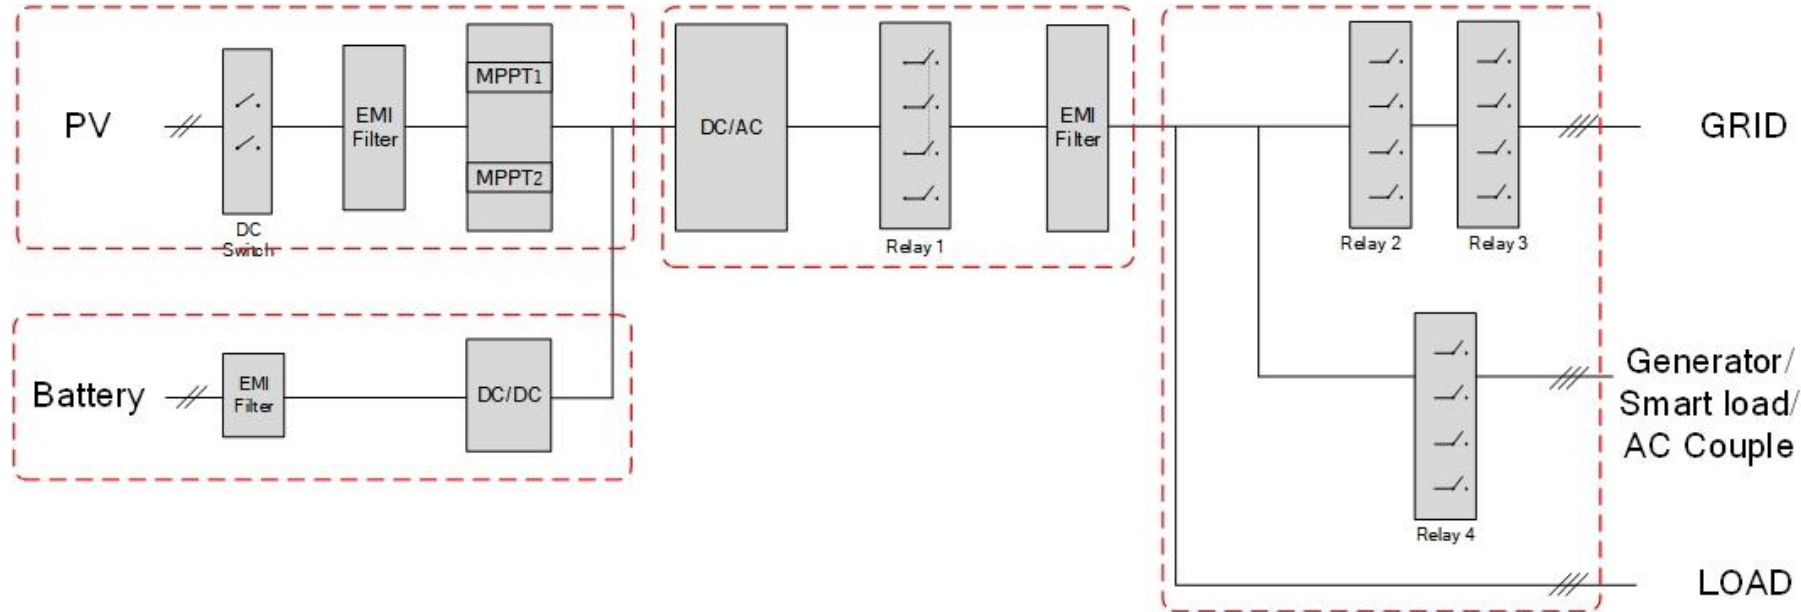 PV
DC
Switch
EMI
Filter
MPPT1
MPPT2
DC/AC
Relay 1
EMI
Filter
Relay 2
Relay 3
GRID
Battery
EMI
Filter
DC/DC
Relay 4
Generator/
Smart load/
AC Couple
LOAD